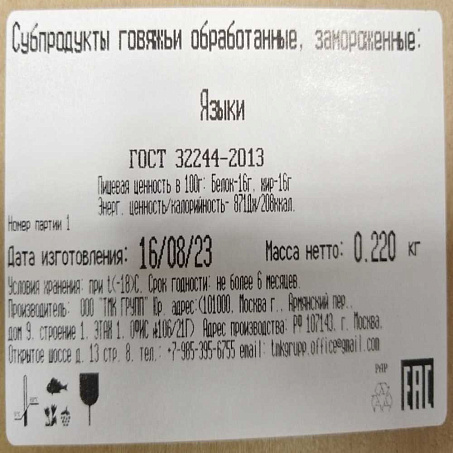 Субпродукты говяжьи обработанные, замороженные:
Языки
ГОСТ 32244-2013
Пищевая ценность в 100г: Белок-16г, жир-16г
Энерг. ценность/калорийность- 871Дж/208ккал.
Номер партии 1
Дата изготовления: 16/08/23 Масса нетто: 0.220 кг
Условия хранения: при t(-18)С. Срок годности: не более 6 месяцев.
Производитель: ООО "ТМК ГРУПП" Юр. адрес:(101000, Москва г., Армянский пер.,
дом 9, строение 1, ЭТАЖ 1, ОФИС №106/21Г) Адрес производства: РФ 107143, г. Москва,
Открытое шоссе д. 13 стр. 8, тел.: +7-985-395-6755 email: tmkgrupp.office@gmail.com
EAC